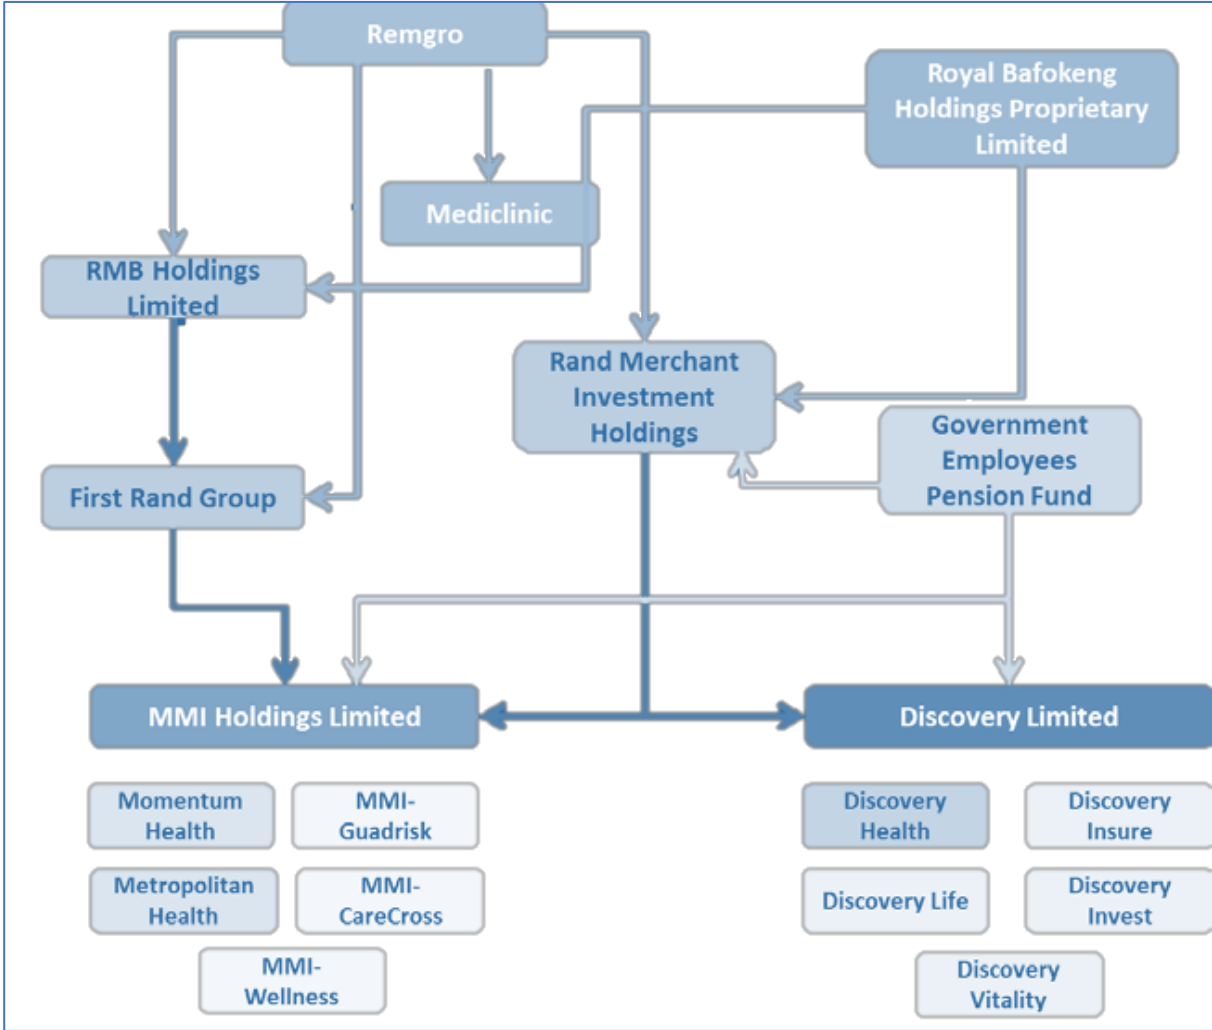 Remgro
Royal Bafokeng
Holdings Proprietary
Limited
Mediclinic
RMB Holdings
Limited
Rand Merchant
Investment
Holdings
Government
Employees
Pension Fund
First Rand Group
MMI Holdings Limited
Discovery Limited
Momentum
Health
MMI-
Guadrisk
Discovery
Health
Discovery
Insure
Metropolitan
Health
MMI-
CareCross
Discovery Life
Discovery
Invest
MMI-
Wellness
Discovery
Vitality